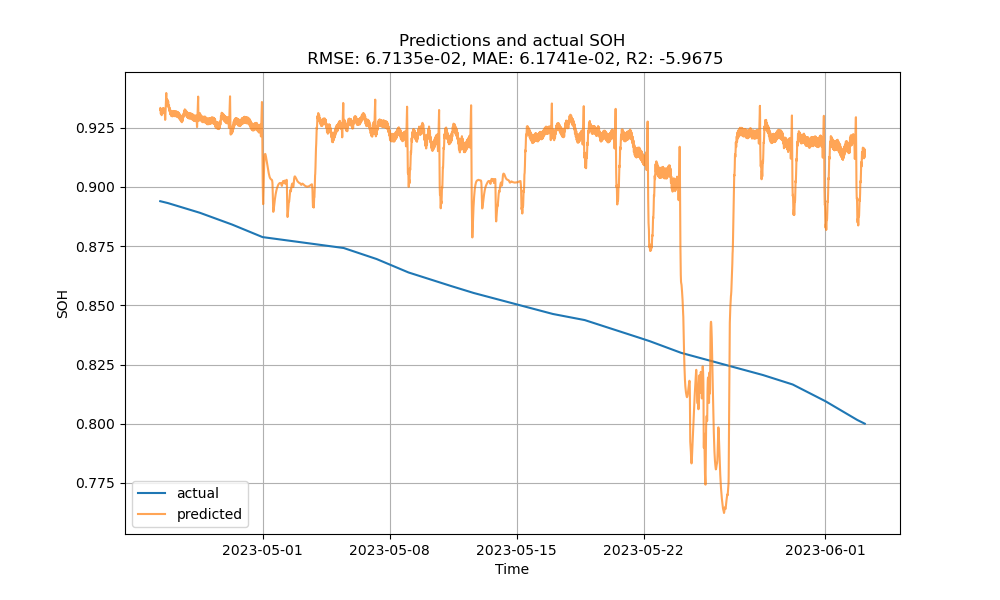 Predictions and actual SOH
RMSE: 6.7135e-02, MAE: 6.1741e-02, R2: -5.9675
0.925
0.900
0.875
0.850
0.825
0.800
0.775
SOH
actual
predicted
2023-05-01 2023-05-08 2023-05-15 2023-05-22 2023-06-01
Time